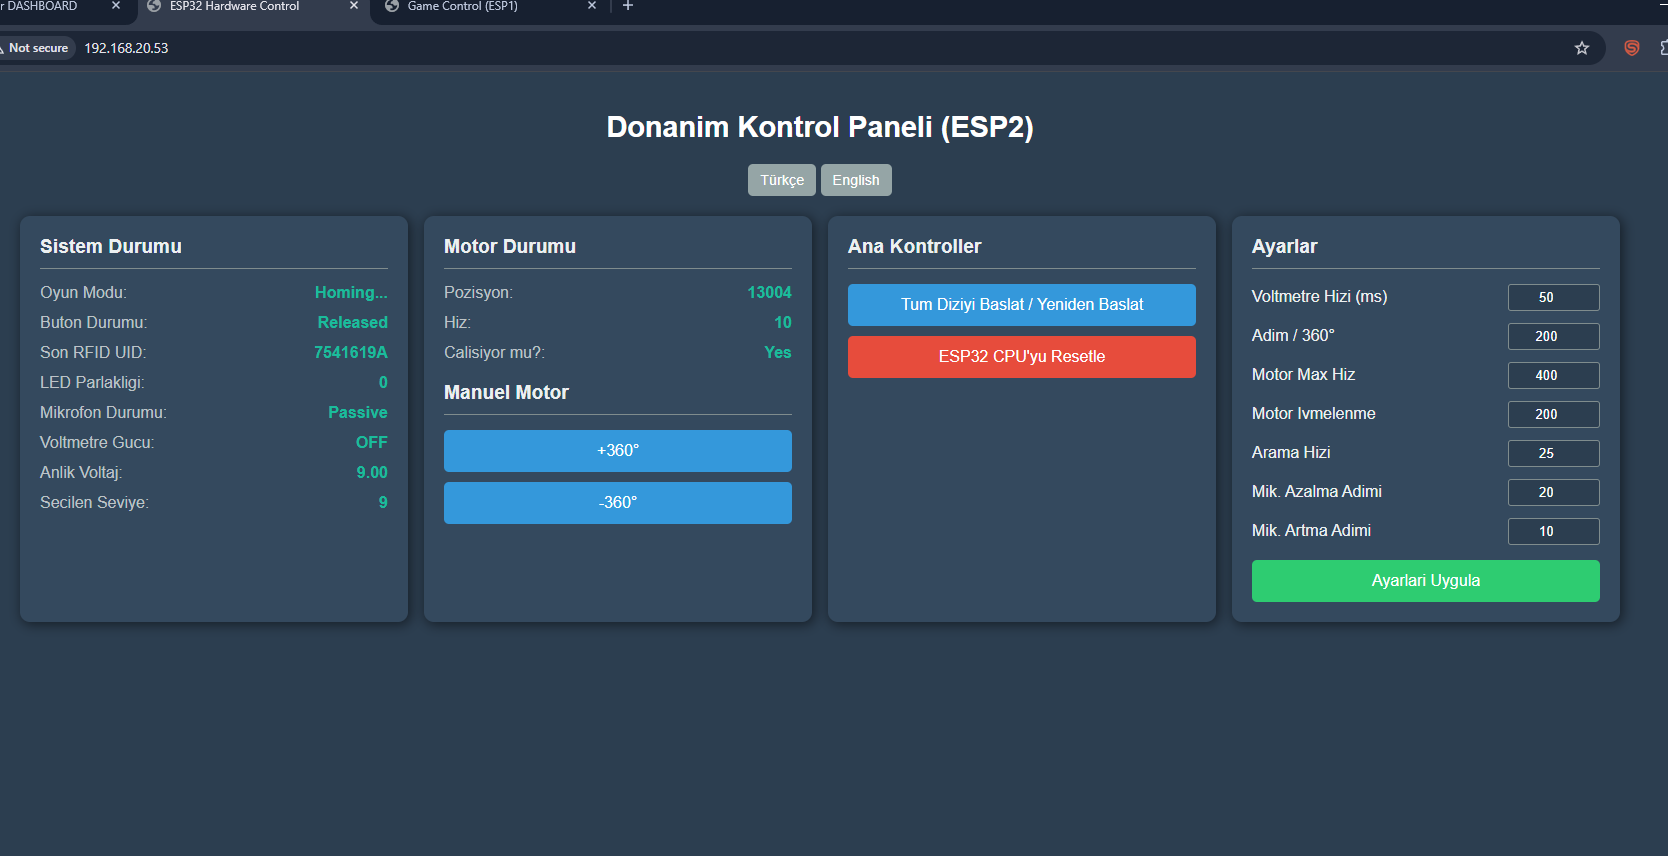 r DASHBOARD
ESP32 Hardware Control
Game Control (ESP1)
Not secure
192.168.20.53
Donanim Kontrol Paneli (ESP2)
Türkçe
English
Sistem Durumu
Oyun Modu: Homing...
Buton Durumu: Released
Son RFID UID: 7541619A
LED Parlakligi: 0
Mikrofon Durumu: Passive
Voltmetre Gucu: OFF
Anlik Voltaj: 9.00
Secilen Seviye: 9
Motor Durumu
Pozisyon: 13004
Hiz: 10
Calisiyor mu?: Yes
Manuel Motor
+360°
-360°
Ana Kontroller
Tum Diziyi Baslat / Yeniden Baslat
ESP32 CPU'yu Resetle
Ayarlar
Voltmetre Hizi (ms) 50
Adim / 360° 200
Motor Max Hiz 400
Motor Ivmelenme 200
Arama Hizi 25
Mik. Azalma Adimi 20
Mik. Artma Adimi 10
Ayarlari Uygula